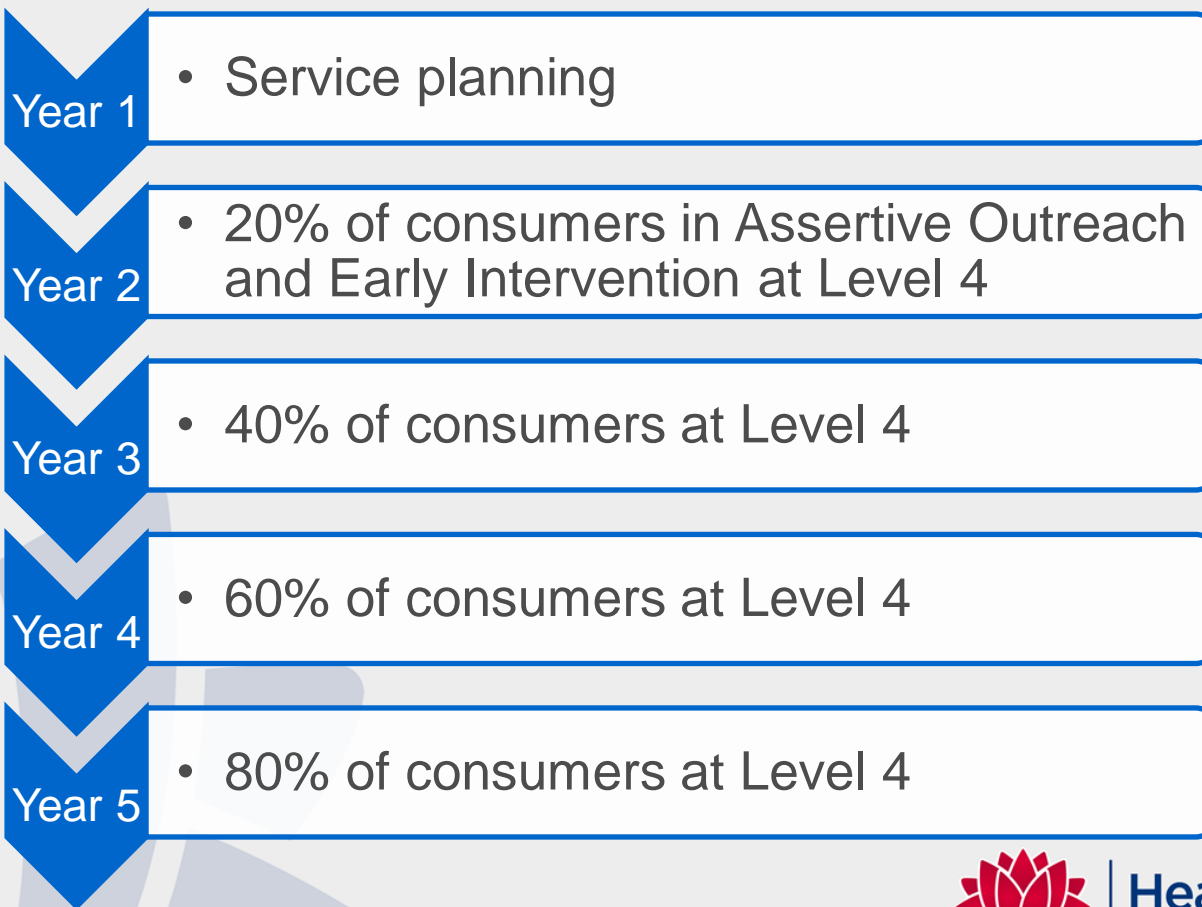 Year 1
• Service planning
Year 2
• 20% of consumers in Assertive Outreach
and Early Intervention at Level 4
Year 3
• 40% of consumers at Level 4
Year 4
• 60% of consumers at Level 4
Year 5
• 80% of consumers at Level 4